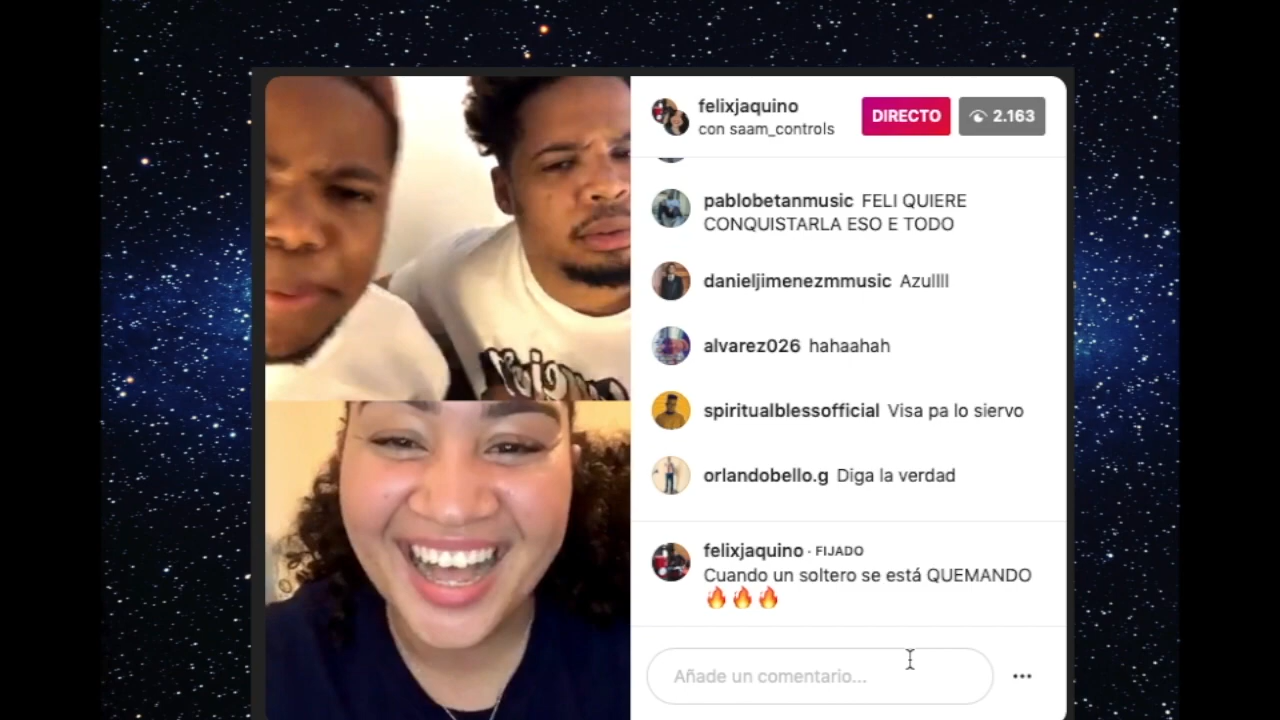 felixjaquino
con saam_controls
DIRECTO
2.163
pablobetanmusic FELI QUIERE
CONQUISTARLA ESO E TODO
danieljimenezmmusic Azullll
alvarez026 hahaahah
spiritualblessofficial Visa pa lo siervo
orlandobello.g Diga la verdad
felixjaquino · FIJADO
Cuando un soltero se está QUEMANDO
🔥🔥🔥
Añade un comentario...